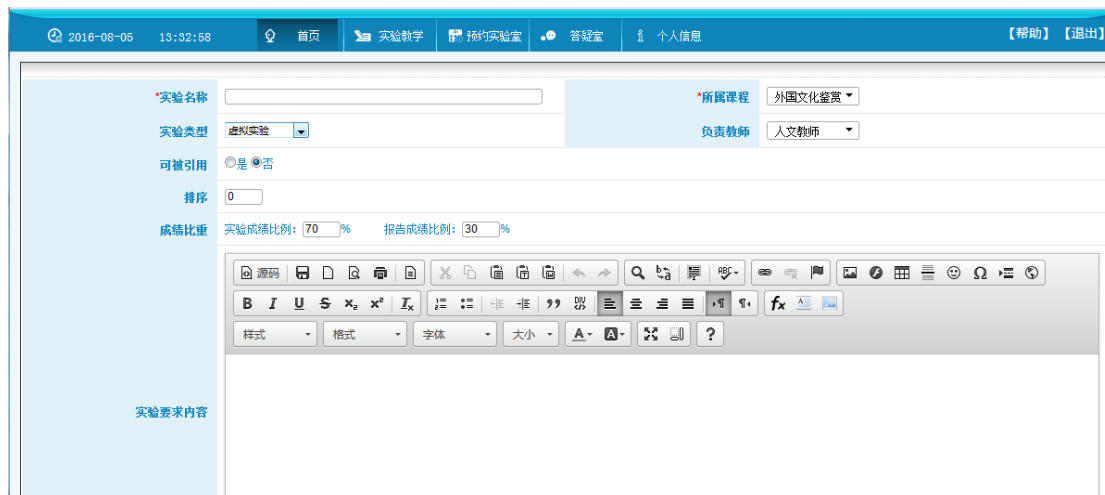 2016-08-05 13:32:58 首页 实验教学 预约实验室 答疑室 个人信息 【帮助】 【退出】
*实验名称 *所属课程 外国文化鉴赏
实验类型 虚拟实验 负责教师 人文教师
可被引用 是 否
排序 0
成绩比重 实验成绩比例: 70 % 报告成绩比例: 30 %
源码
样式 格式 字体 大小
实验要求内容